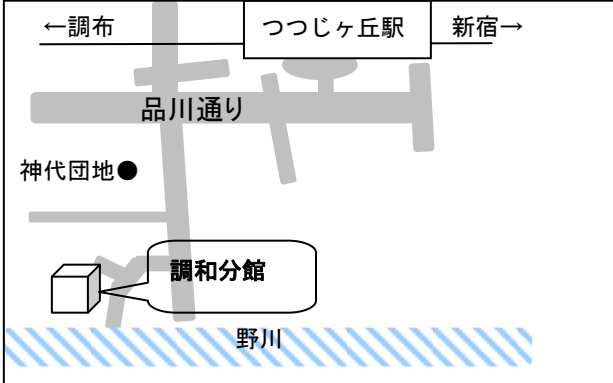 ←調布
つつじヶ丘駅
新宿→
品川通り
神代団地●
調和分館
野川